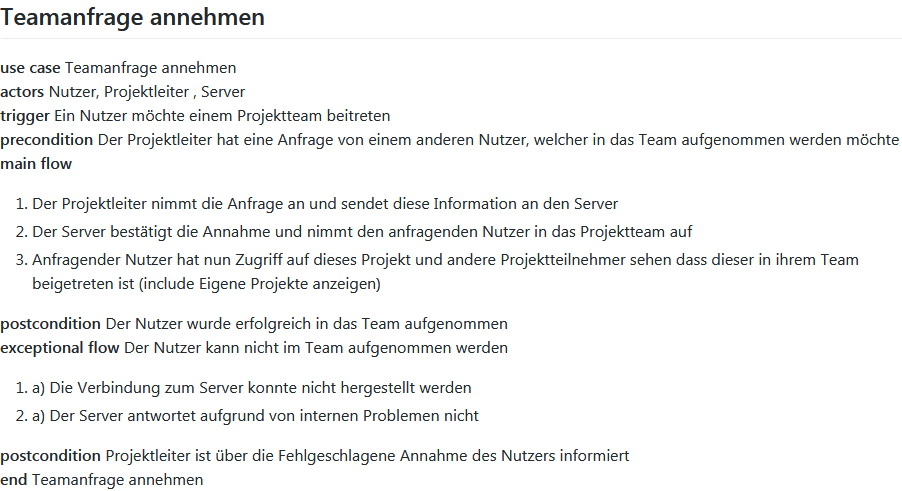 Teamanfrage annehmen
use case Teamanfrage annehmen
actors Nutzer, Projektleiter , Server
trigger Ein Nutzer möchte einem Projektteam beitreten
precondition Der Projektleiter hat eine Anfrage von einem anderen Nutzer, welcher in das Team aufgenommen werden möchte
main flow
1. Der Projektleiter nimmt die Anfrage an und sendet diese Information an den Server
2. Der Server bestätigt die Annahme und nimmt den anfragenden Nutzer in das Projektteam auf
3. Anfragender Nutzer hat nun Zugriff auf dieses Projekt und andere Projektteilnehmer sehen dass dieser in ihrem Team
beigetreten ist (include Eigene Projekte anzeigen)
postcondition Der Nutzer wurde erfolgreich in das Team aufgenommen
exceptional flow Der Nutzer kann nicht im Team aufgenommen werden
1. a) Die Verbindung zum Server konnte nicht hergestellt werden
2. a) Der Server antwortet aufgrund von internen Problemen nicht
postcondition Projektleiter ist über die Fehlgeschlagene Annahme des Nutzers informiert
end Teamanfrage annehmen